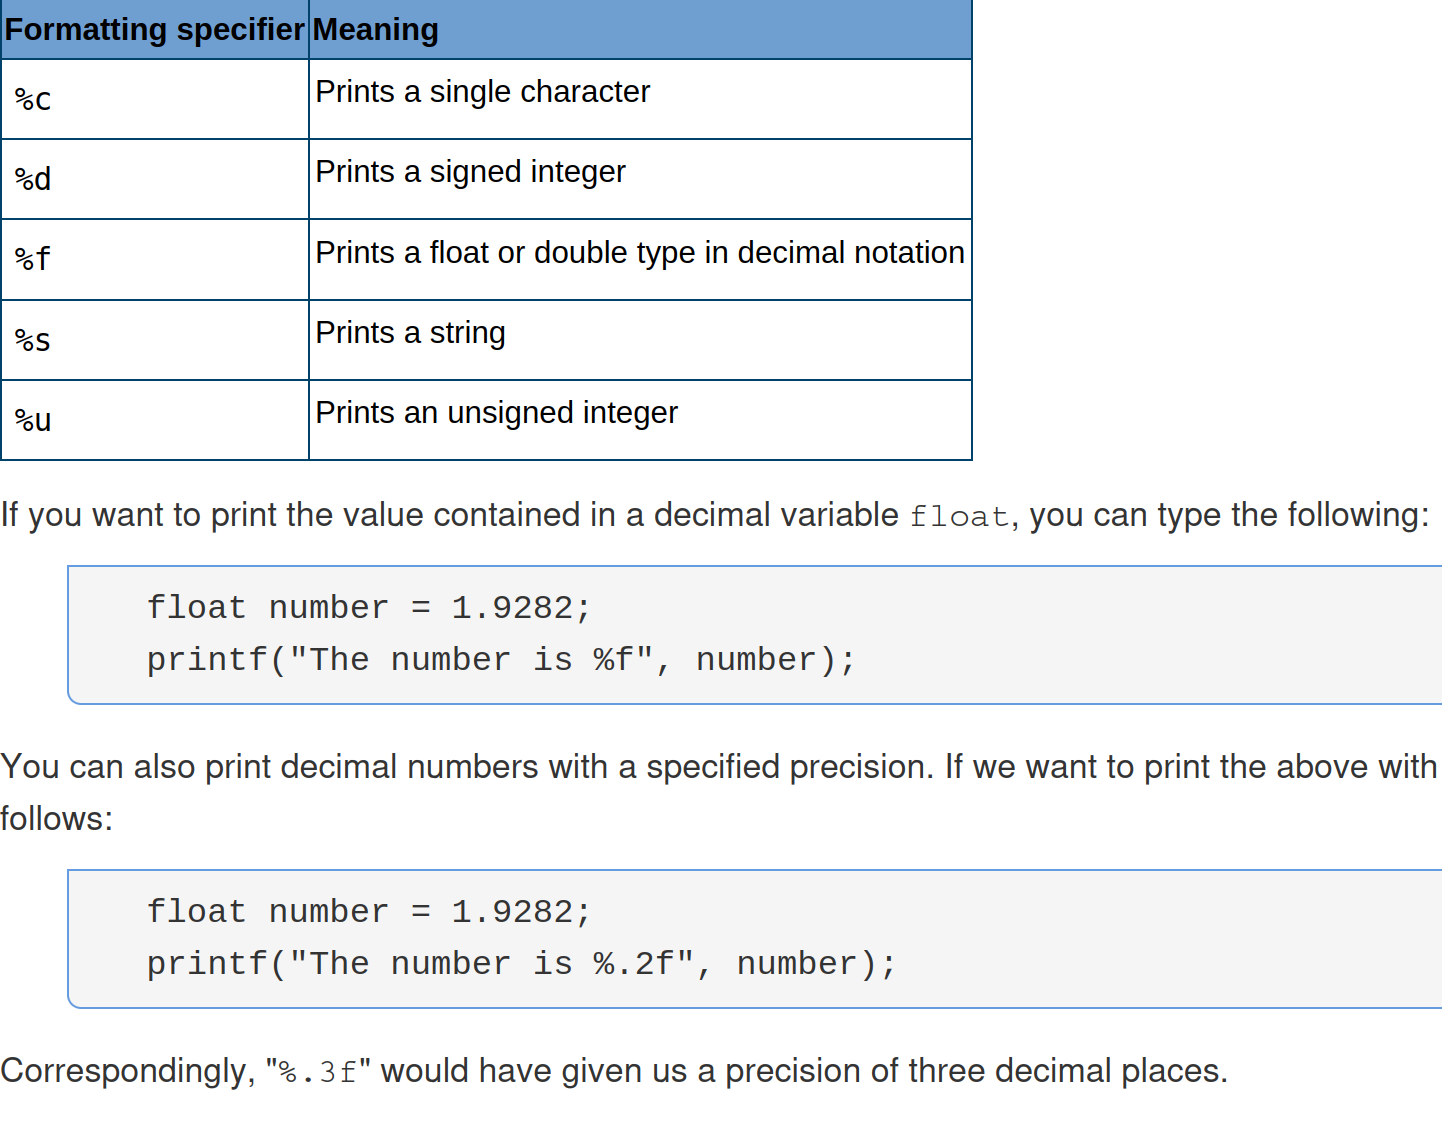 Formatting specifier Meaning
%c Prints a single character
%d Prints a signed integer
%f Prints a float or double type in decimal notation
%s Prints a string
%u Prints an unsigned integer
If you want to print the value contained in a decimal variable float, you can type the following:
float number = 1.9282;
printf("The number is %f", number);
You can also print decimal numbers with a specified precision. If we want to print the above with
follows:
float number = 1.9282;
printf("The number is %.2f", number);
Correspondingly, "%.3f" would have given us a precision of three decimal places.